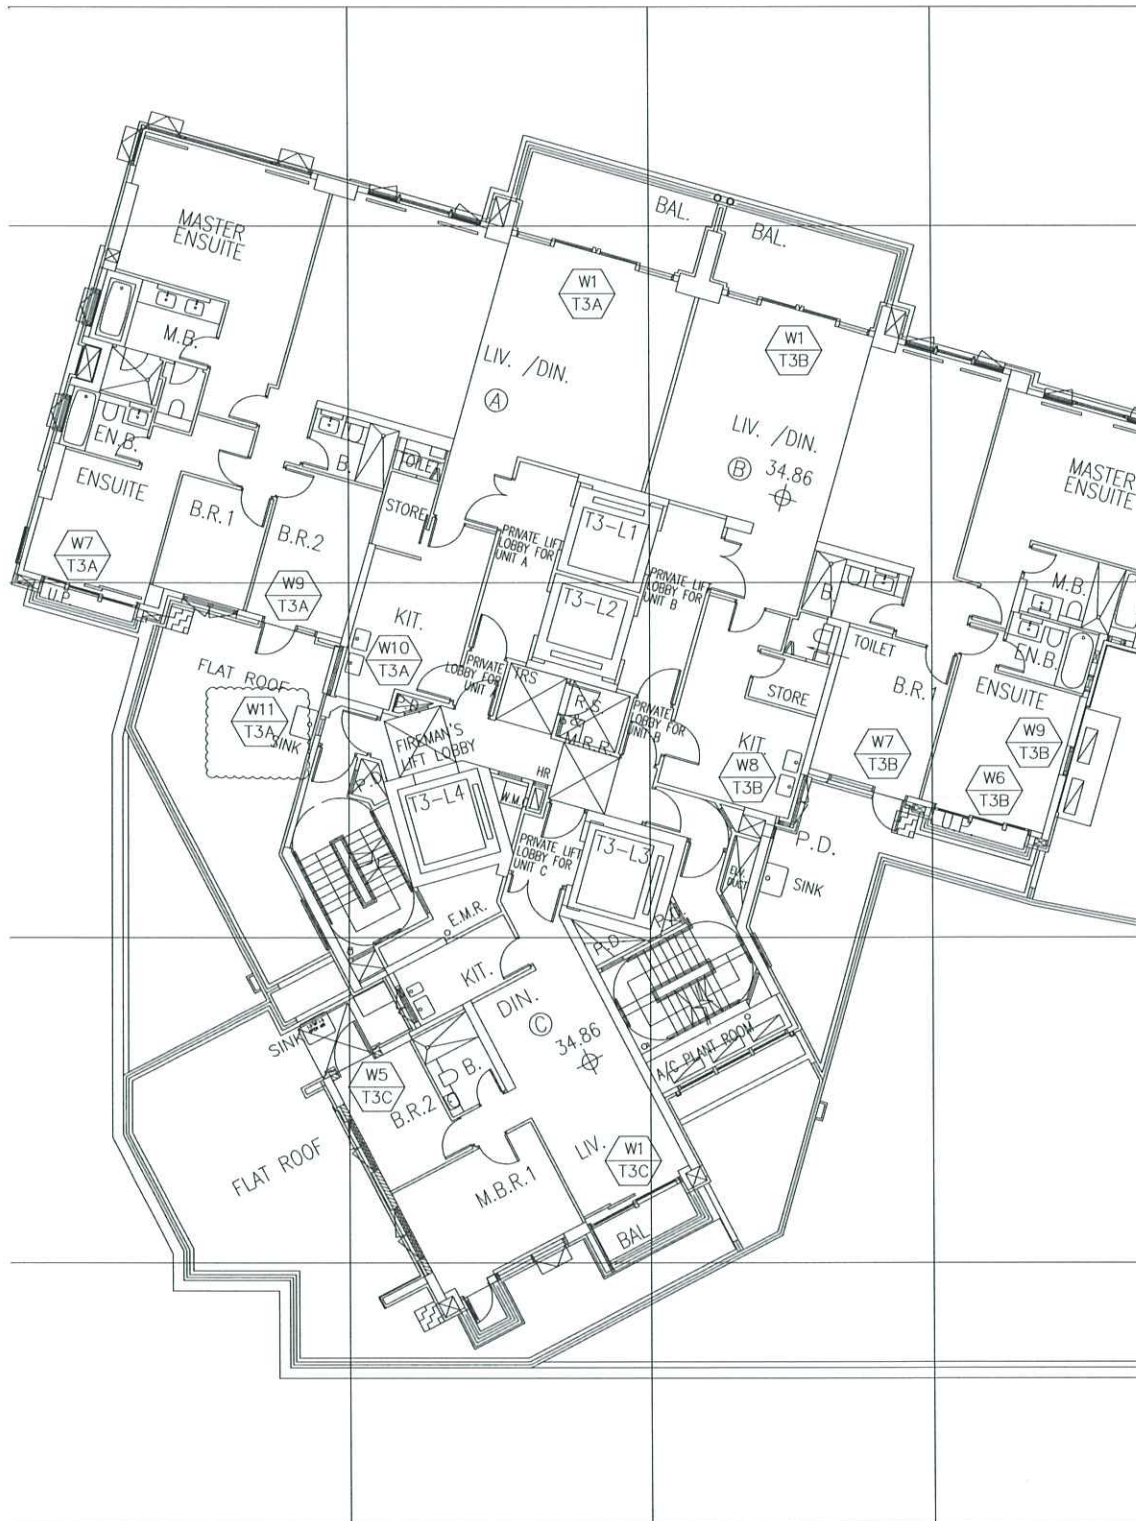 BAL.
BAL.
MASTER
ENSUITE
W1
T3A
M.B.
W1
T3B
LIV. /DIN.
A
LIV. /DIN.
B
34.86
MASTER
ENSUITE
EN.B.
B.
TOILET
ENSUITE
B.R.1
STORE
B.R.2
W7
T3A
U.P.
W9
T3A
PRIVATE LIFT
LOBBY FOR
UNIT A
T3-L1
PRIVATE LIFT
LOBBY FOR
UNIT B
T3-L2
B.
M.B.
KIT.
W10
T3A
TOILET
EN.B.
FLAT ROOF
PRIVATE
LOBBY FOR
UNIT A
TRS
R.S
&
M.R.R.
PRIVATE
LOBBY FOR
UNIT B
STORE
B.R.1
ENSUITE
W11
T3A
SINK
P.D.
FIREMAN'S
LIFT LOBBY
KIT.
W8
T3B
W7
T3B
W9
T3B
W6
T3B
P.D.
HR
W.M.C
T3-L4
PRIVATE LIFT
LOBBY FOR
UNIT C
T3-L3
P.D.
DUCT
SINK
E.M.R.
P.D.
P.D.
KIT.
DIN.
C
34.86
SINK
A/C PLANT ROOM
W5
T3C
B.
B.R.2
FLAT ROOF
LIV.
W1
T3C
M.B.R.1
BAL.